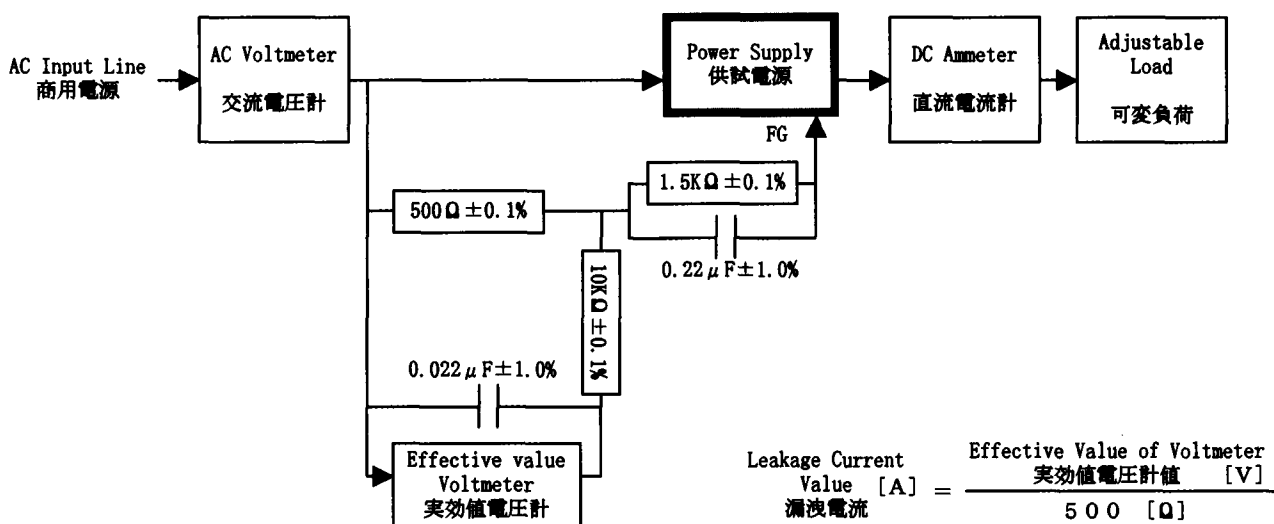 AC Input Line
商用電源
AC Voltmeter
交流電圧計
Power Supply
供試電源
DC Ammeter
直流電流計
Adjustable
Load
可変負荷
FG
500Ω±0.1%
1.5KΩ±0.1%
0.22μF±1.0%
10KΩ±0.1%
0.022μF±1.0%
Effective value
Voltmeter
実効値電圧計
Leakage Current
Value [A] =
漏洩電流
Effective Value of Voltmeter
実効値電圧計値 [V]
500 [Ω]